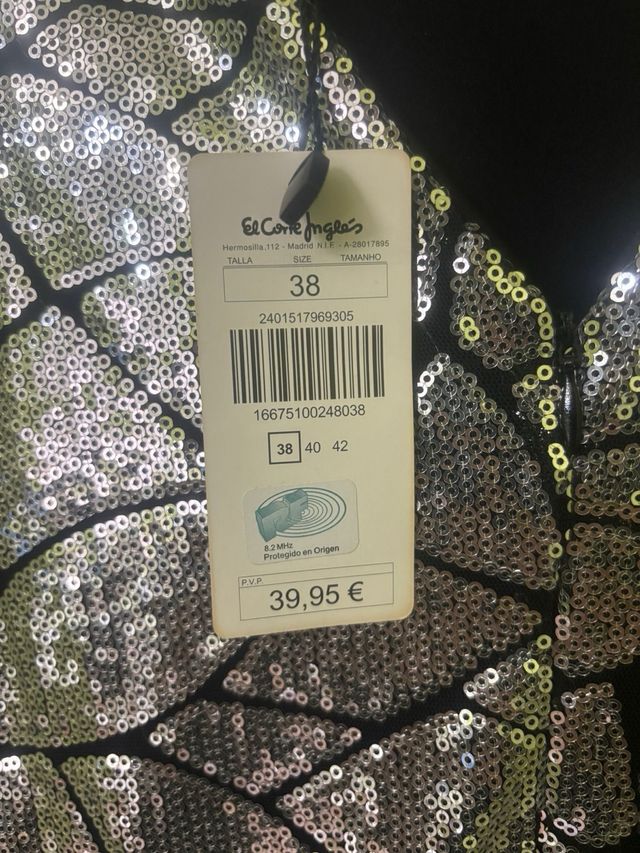 El Corte Inglés
Hermosilla, 112 - Madrid N.I.F. - A-28017895
TALLA SIZE TAMANHO
38
2401517969305
16675100248038
38 40 42
8.2 MHz
Protegido en Origen
P.V.P.
39,95 €